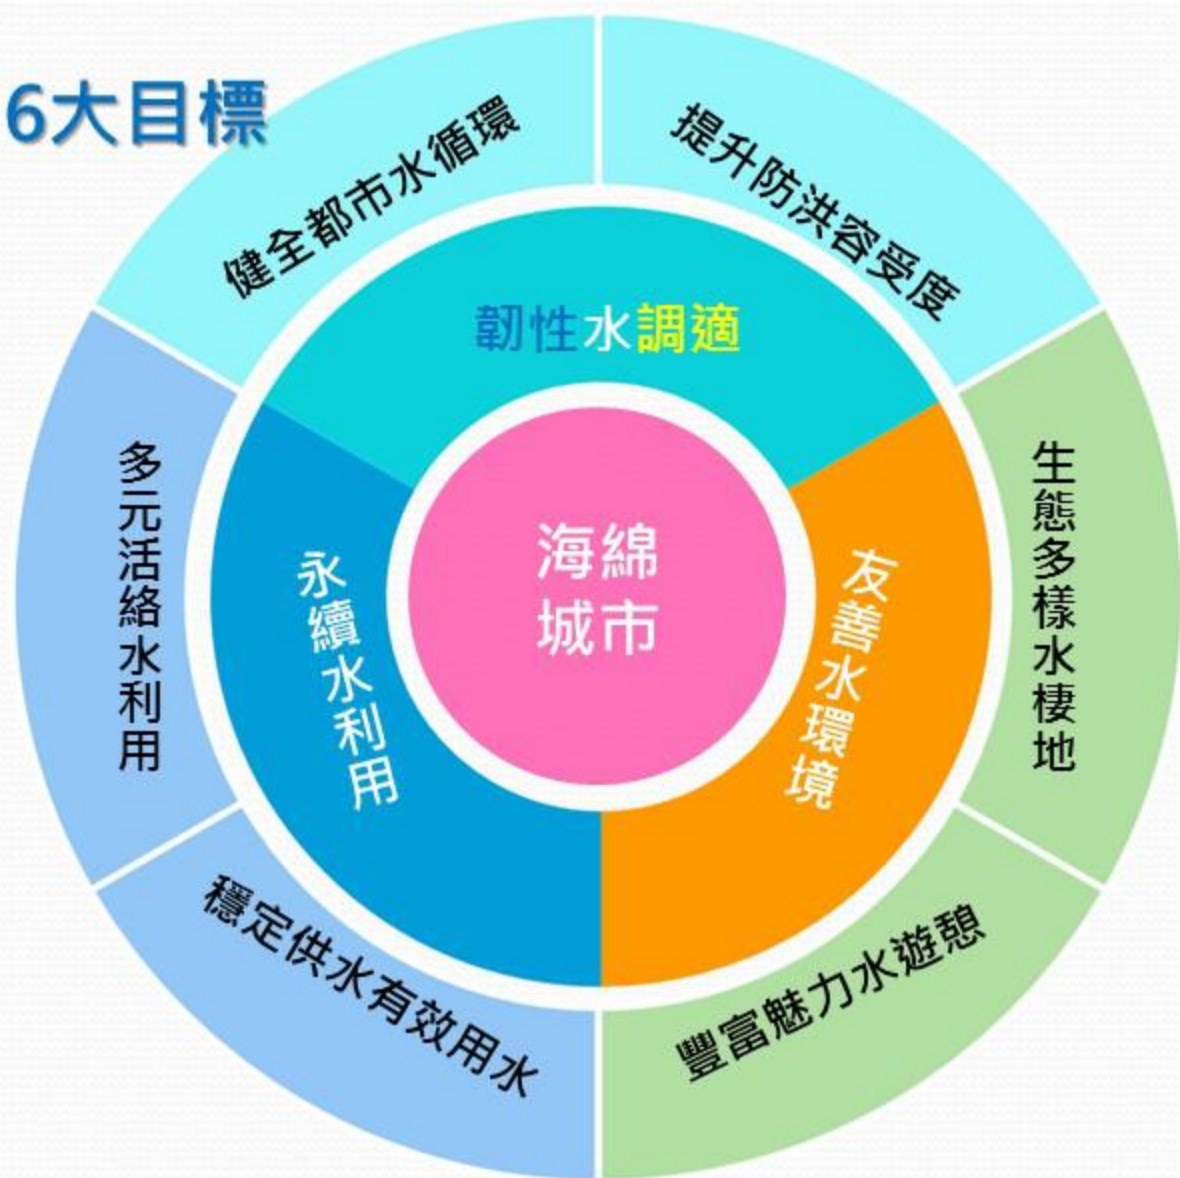 6大目標
健全都市水循環
提升防洪容受度
韌性水調適
多元活絡水利用
永續水利用
海綿
城市
友善水環境
生態多樣水棲地
穩定供水有效用水
豐富魅力水遊憩